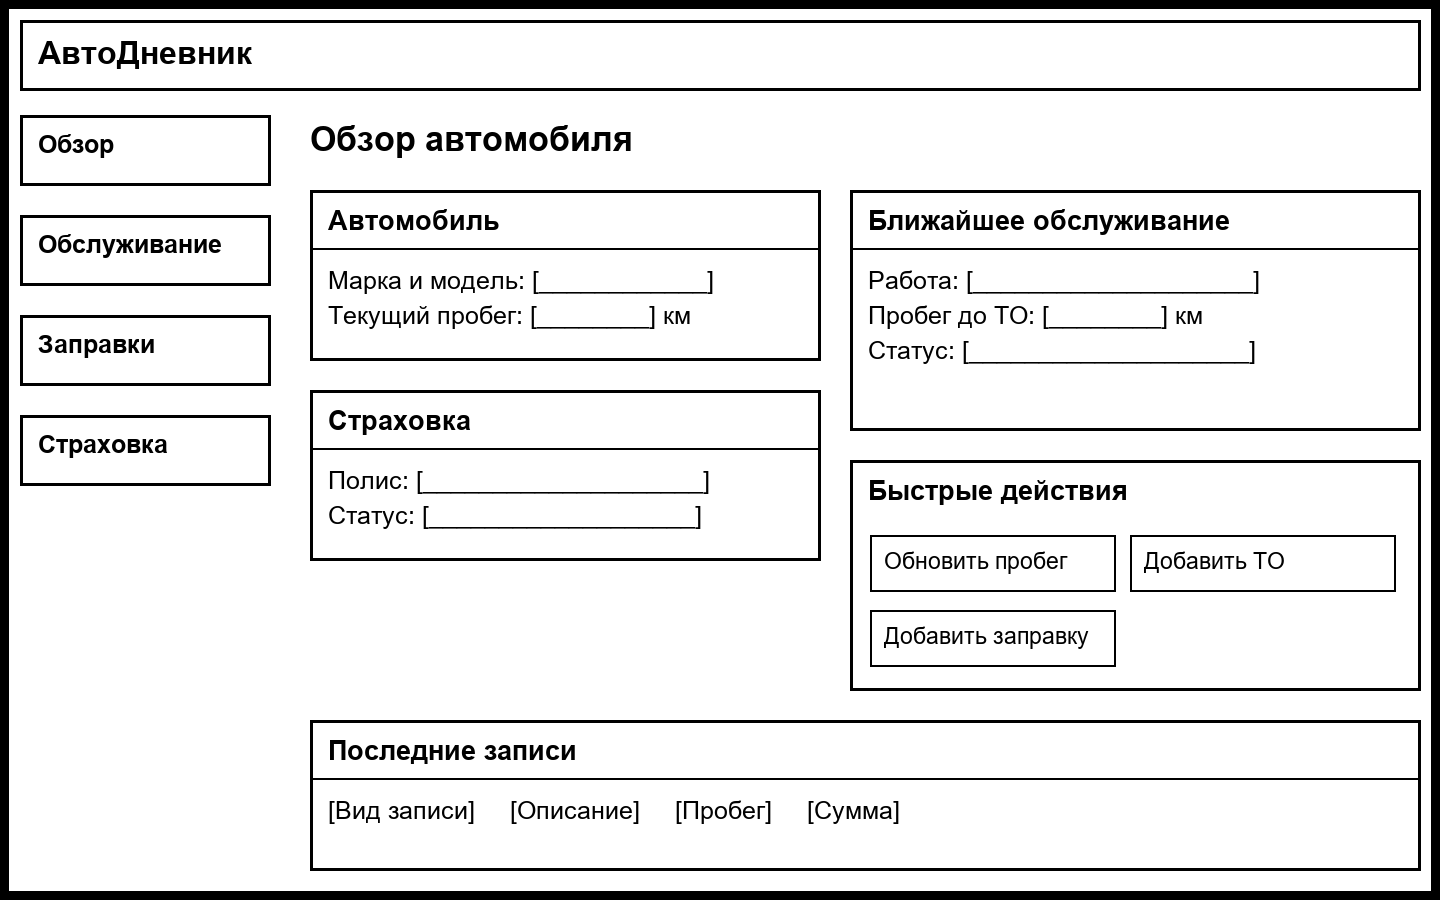 АвтоДневник
Обзор
Обслуживание
Заправки
Страховка
Обзор автомобиля
Автомобиль
Марка и модель: [_____________]
Текущий пробег: [________] км
Страховка
Полис: [____________________]
Статус: [___________________]
Ближайшее обслуживание
Работа: [____________________]
Пробег до ТО: [________] км
Статус: [____________________]
Быстрые действия
Обновить пробег
Добавить ТО
Добавить заправку
Последние записи
[Вид записи] [Описание] [Пробег] [Сумма]